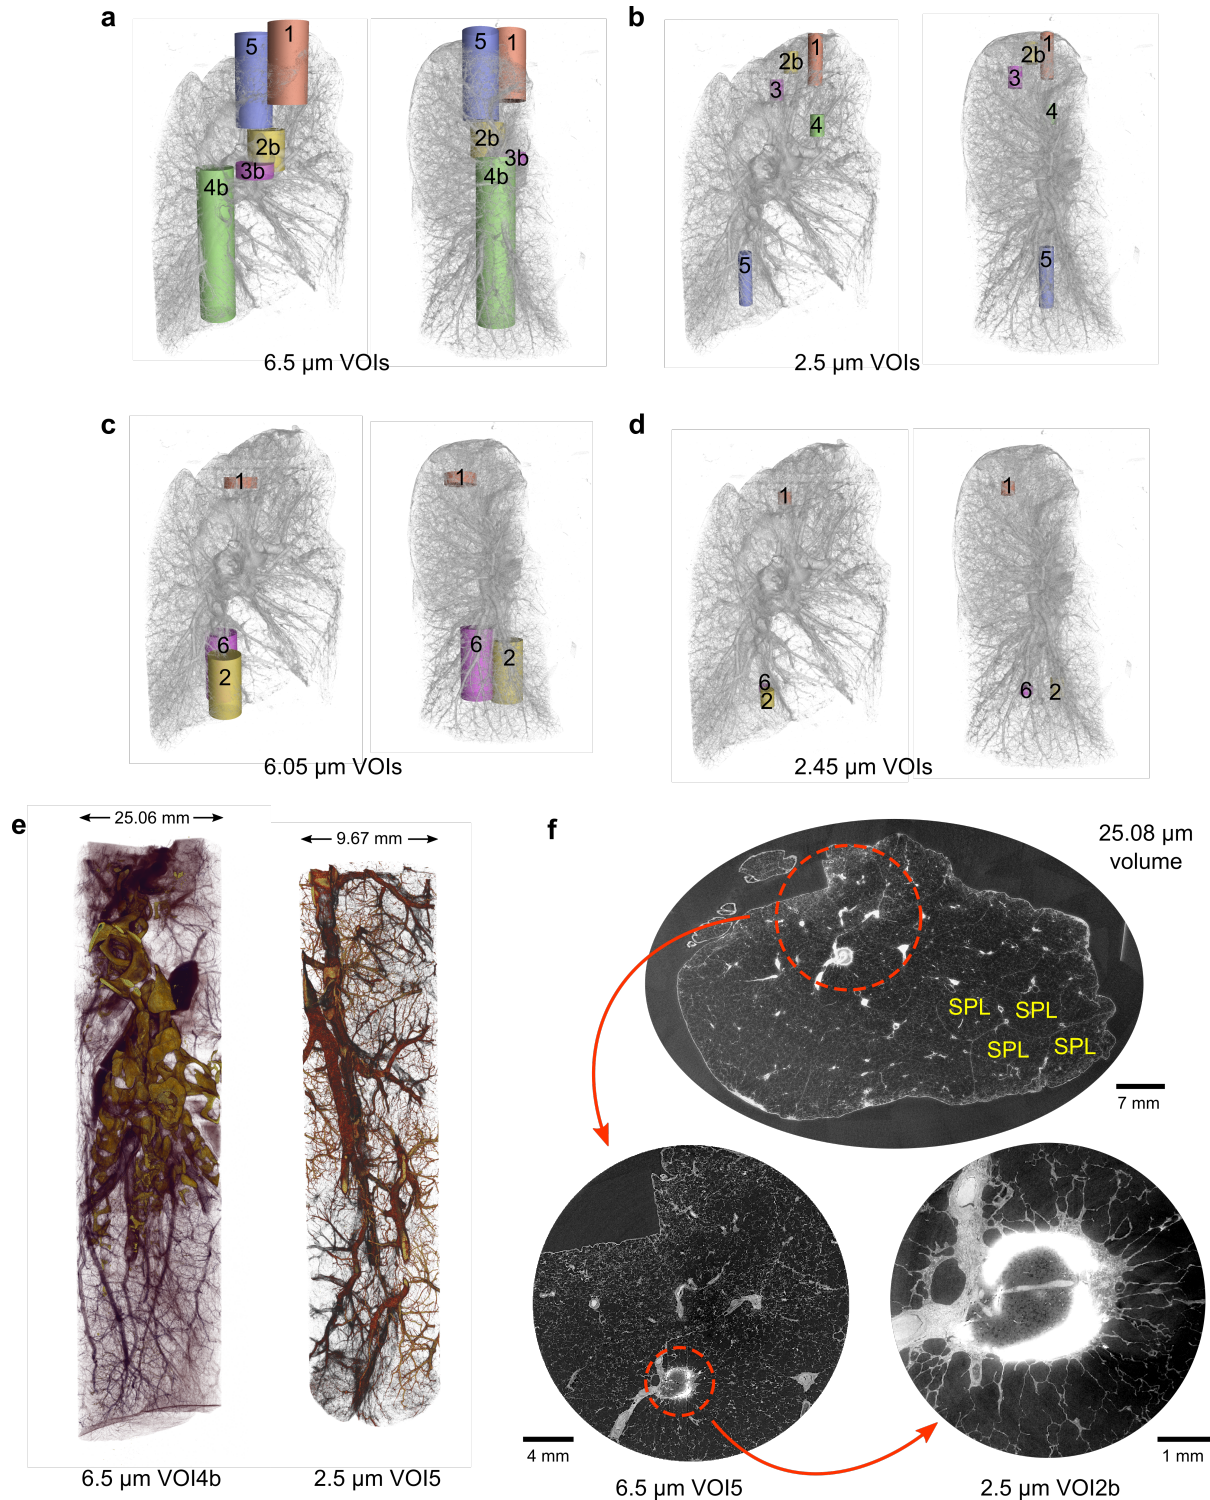 a
5
1
2b
3b
4b
5
1
2b
3b
4b
6.5 µm VOIs
b
1
2b
3
4
5
1
2b
3
4
5
2.5 µm VOIs
c
1
6
2
1
6
2
6.05 µm VOIs
d
1
6
2
1
6
2
2.45 µm VOIs
e
25.06 mm
9.67 mm
6.5 µm VOI4b
2.5 µm VOI5
f
25.08 µm
volume
SPL
SPL
SPL
SPL
7 mm
4 mm
6.5 µm VOI5
1 mm
2.5 µm VOI2b